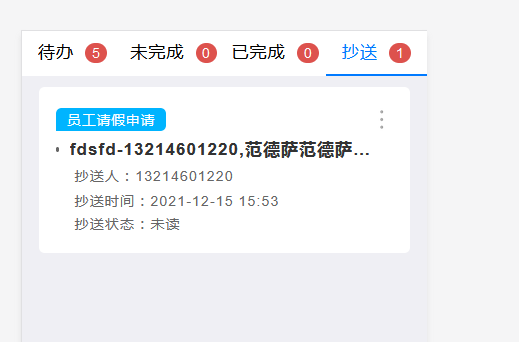 待办 5 未完成 0 已完成 0 抄送 1
员工请假申请
fdsfd-13214601220,范德萨范德萨...
抄送人：13214601220
抄送时间：2021-12-15 15:53
抄送状态：未读